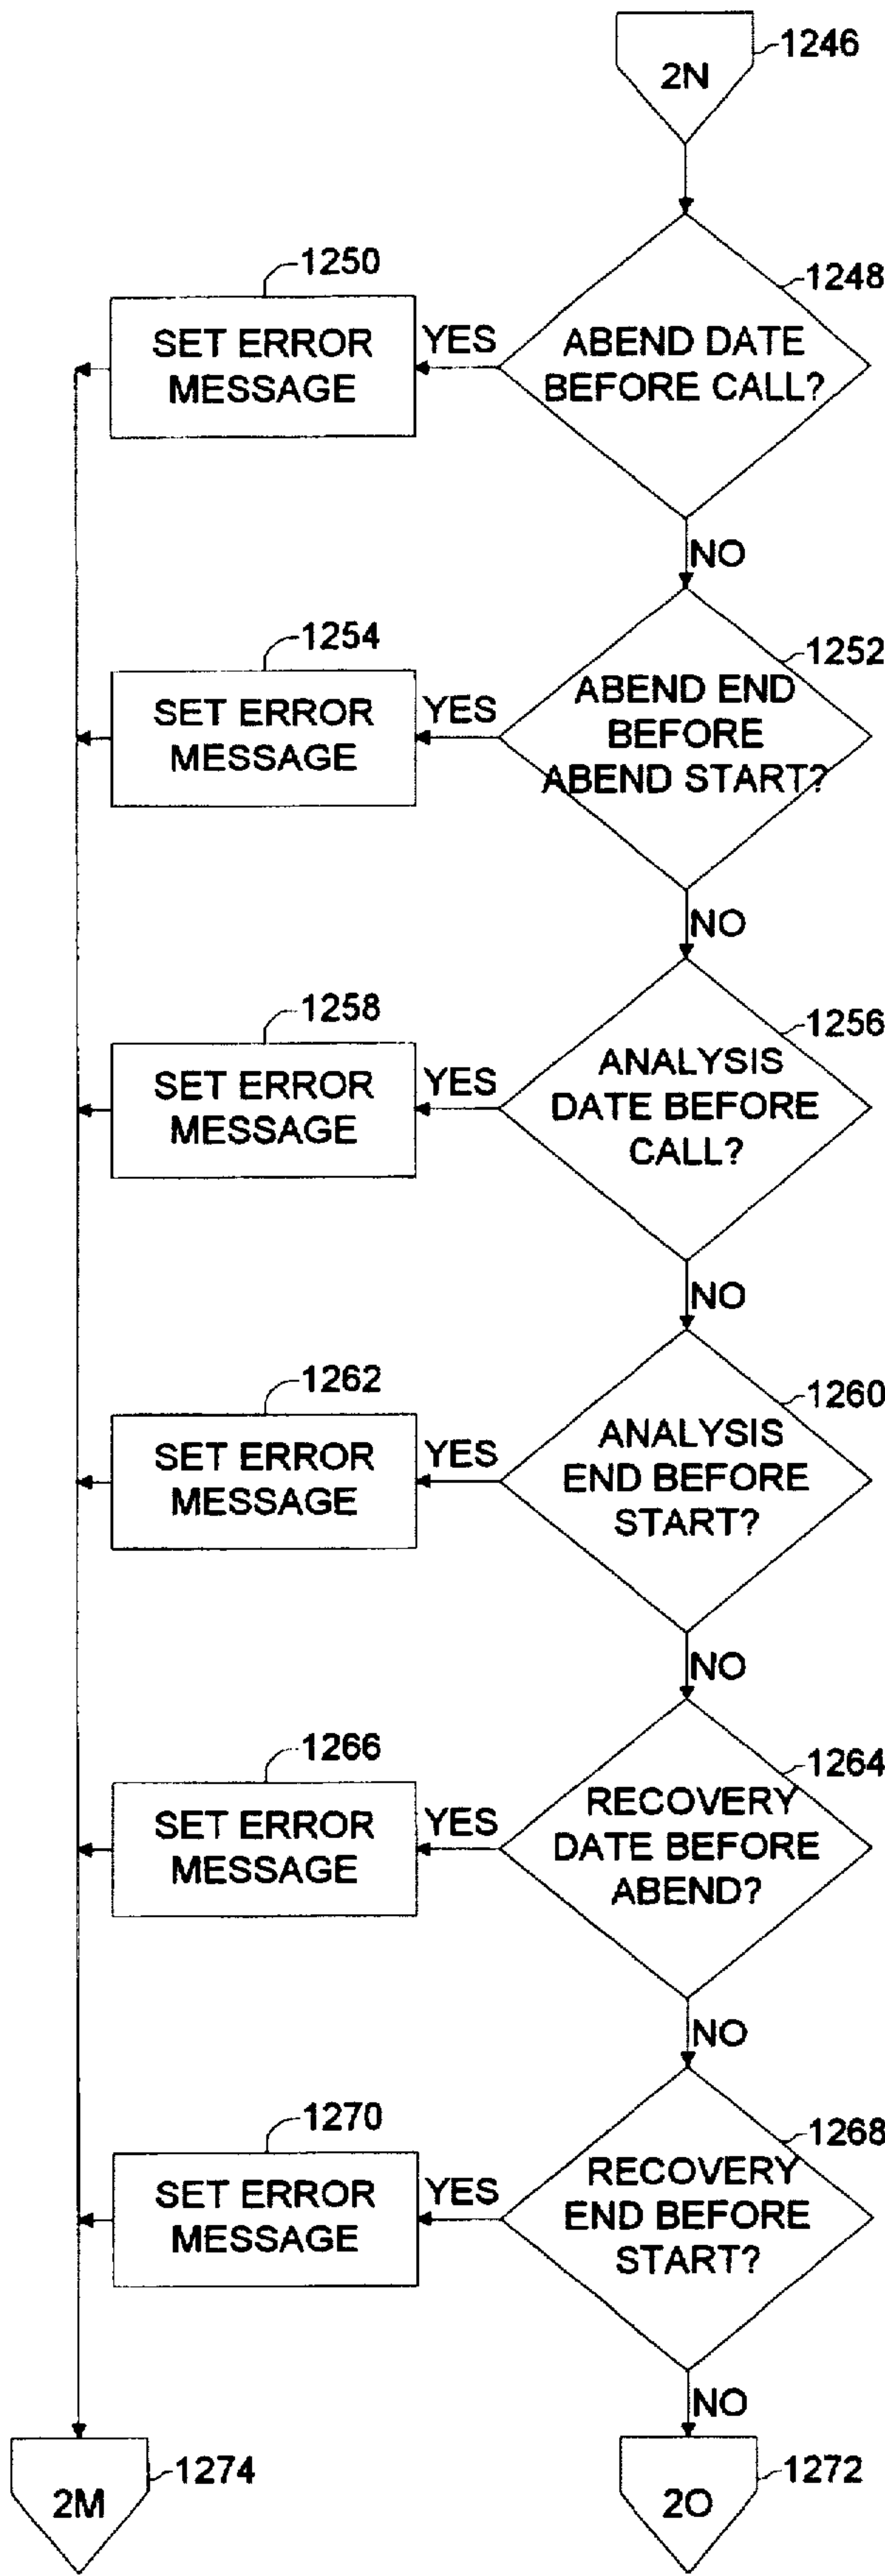 2N
1246
1248
ABEND DATE
BEFORE CALL?
YES
1250
SET ERROR
MESSAGE
NO
1252
ABEND END
BEFORE
ABEND START?
YES
1254
SET ERROR
MESSAGE
NO
1256
ANALYSIS
DATE BEFORE
CALL?
YES
1258
SET ERROR
MESSAGE
NO
1260
ANALYSIS
END BEFORE
START?
YES
1262
SET ERROR
MESSAGE
NO
1264
RECOVERY
DATE BEFORE
ABEND?
YES
1266
SET ERROR
MESSAGE
NO
1268
RECOVERY
END BEFORE
START?
YES
1270
SET ERROR
MESSAGE
NO
2M
1274
2O
1272